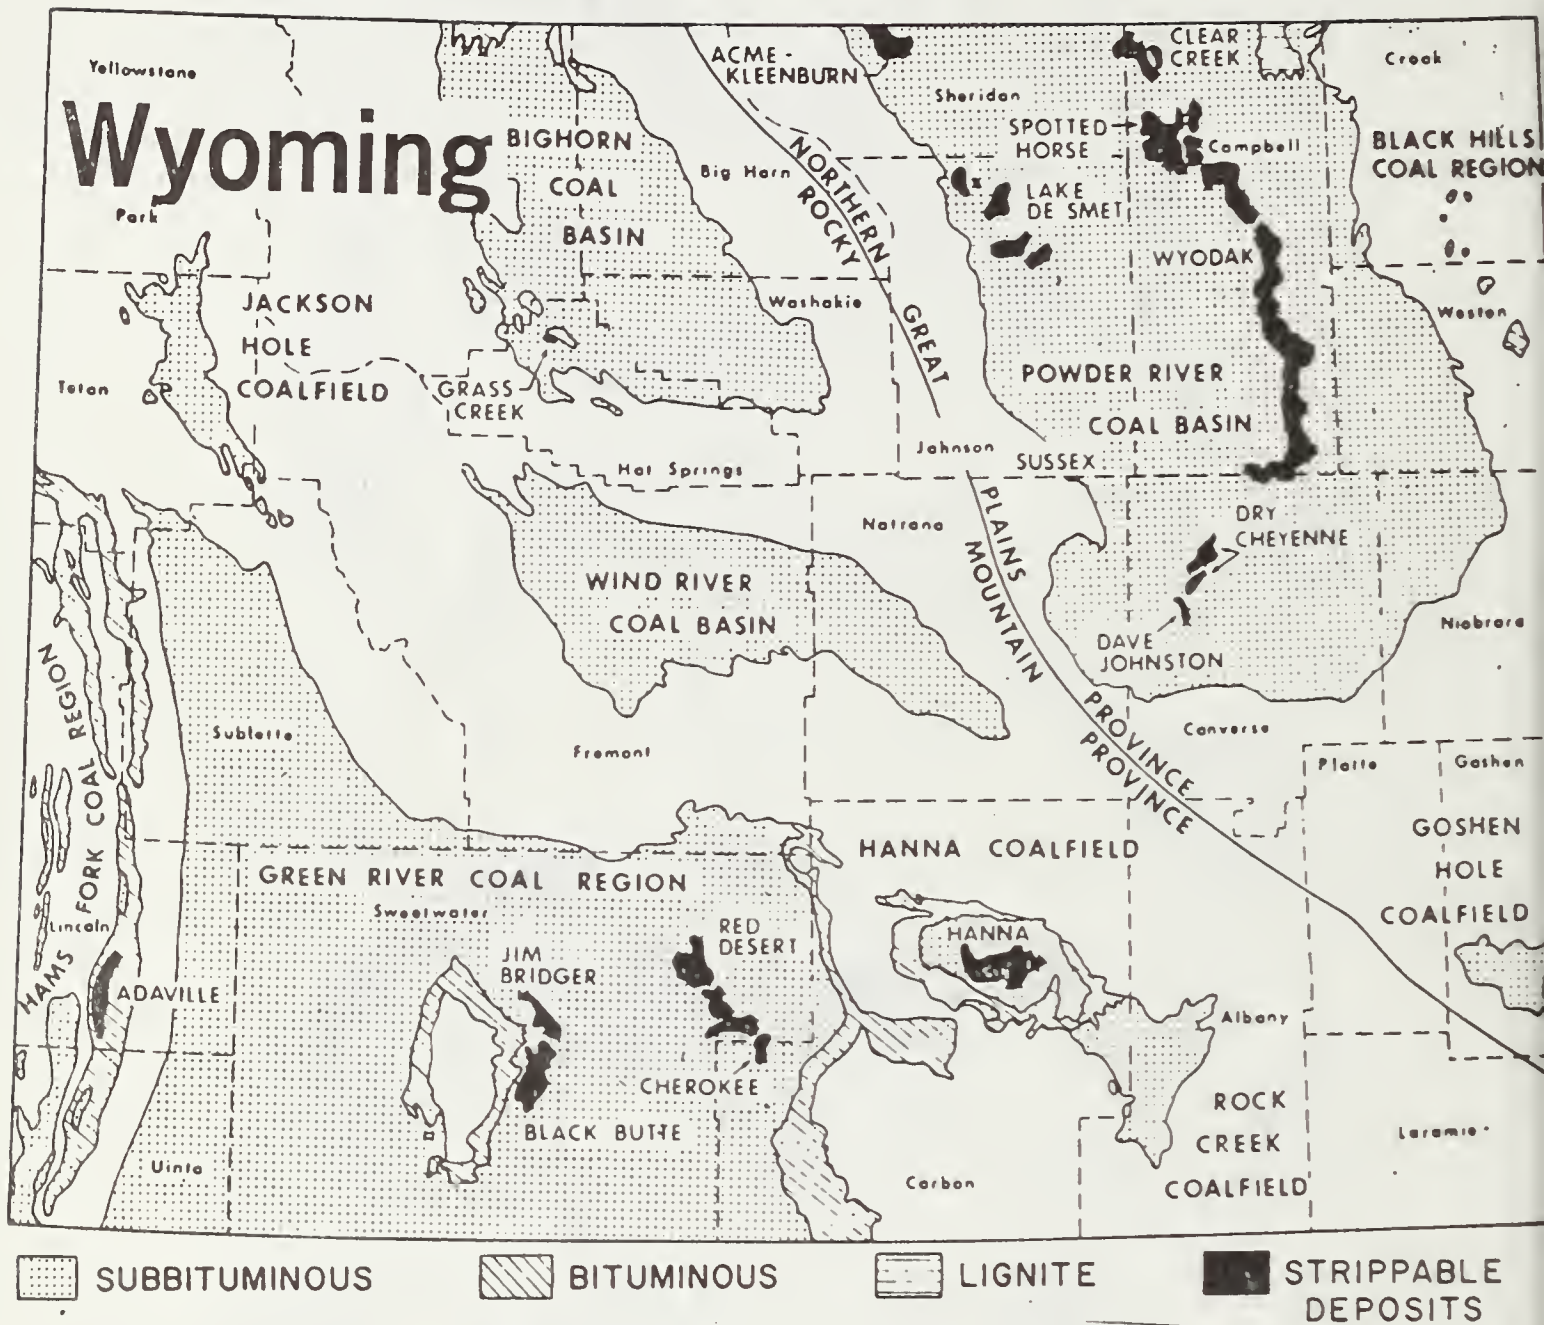 Wyoming
Yellowstone
Park
BIGHORN
COAL
BASIN
Big Horn
ACME-
KLEENBURN
Sheridan
CLEAR
CREEK
Crook
SPOTTED
HORSE
Campbell
BLACK HILLS
COAL REGION
LAKE
DE SMET
WYODAK
NORTHERN GREAT PLAINS PROVINCE
ROCKY MOUNTAIN PROVINCE
JACKSON
HOLE
COALFIELD
Teton
Washakie
Weston
GRASS
CREEK
POWDER RIVER
COAL BASIN
Hot Springs
Johnson
SUSSEX
Natrona
DRY
CHEYENNE
WIND RIVER
COAL BASIN
DAVE
JOHNSTON
Niobrara
HAMS FORK COAL REGION
Sublette
Fremont
Converse
Platte
Goshen
GOSHEN
HOLE
COALFIELD
HANNA COALFIELD
GREEN RIVER COAL REGION
Sweetwater
Lincoln
ADAVILLE
JIM
BRIDGER
RED
DESERT
HANNA
Albany
CHEROKEE
BLACK BUTTE
ROCK
CREEK
COALFIELD
Laramie
Uinta
Carbon
SUBBITUMINOUS
BITUMINOUS
LIGNITE
STRIPPABLE
DEPOSITS